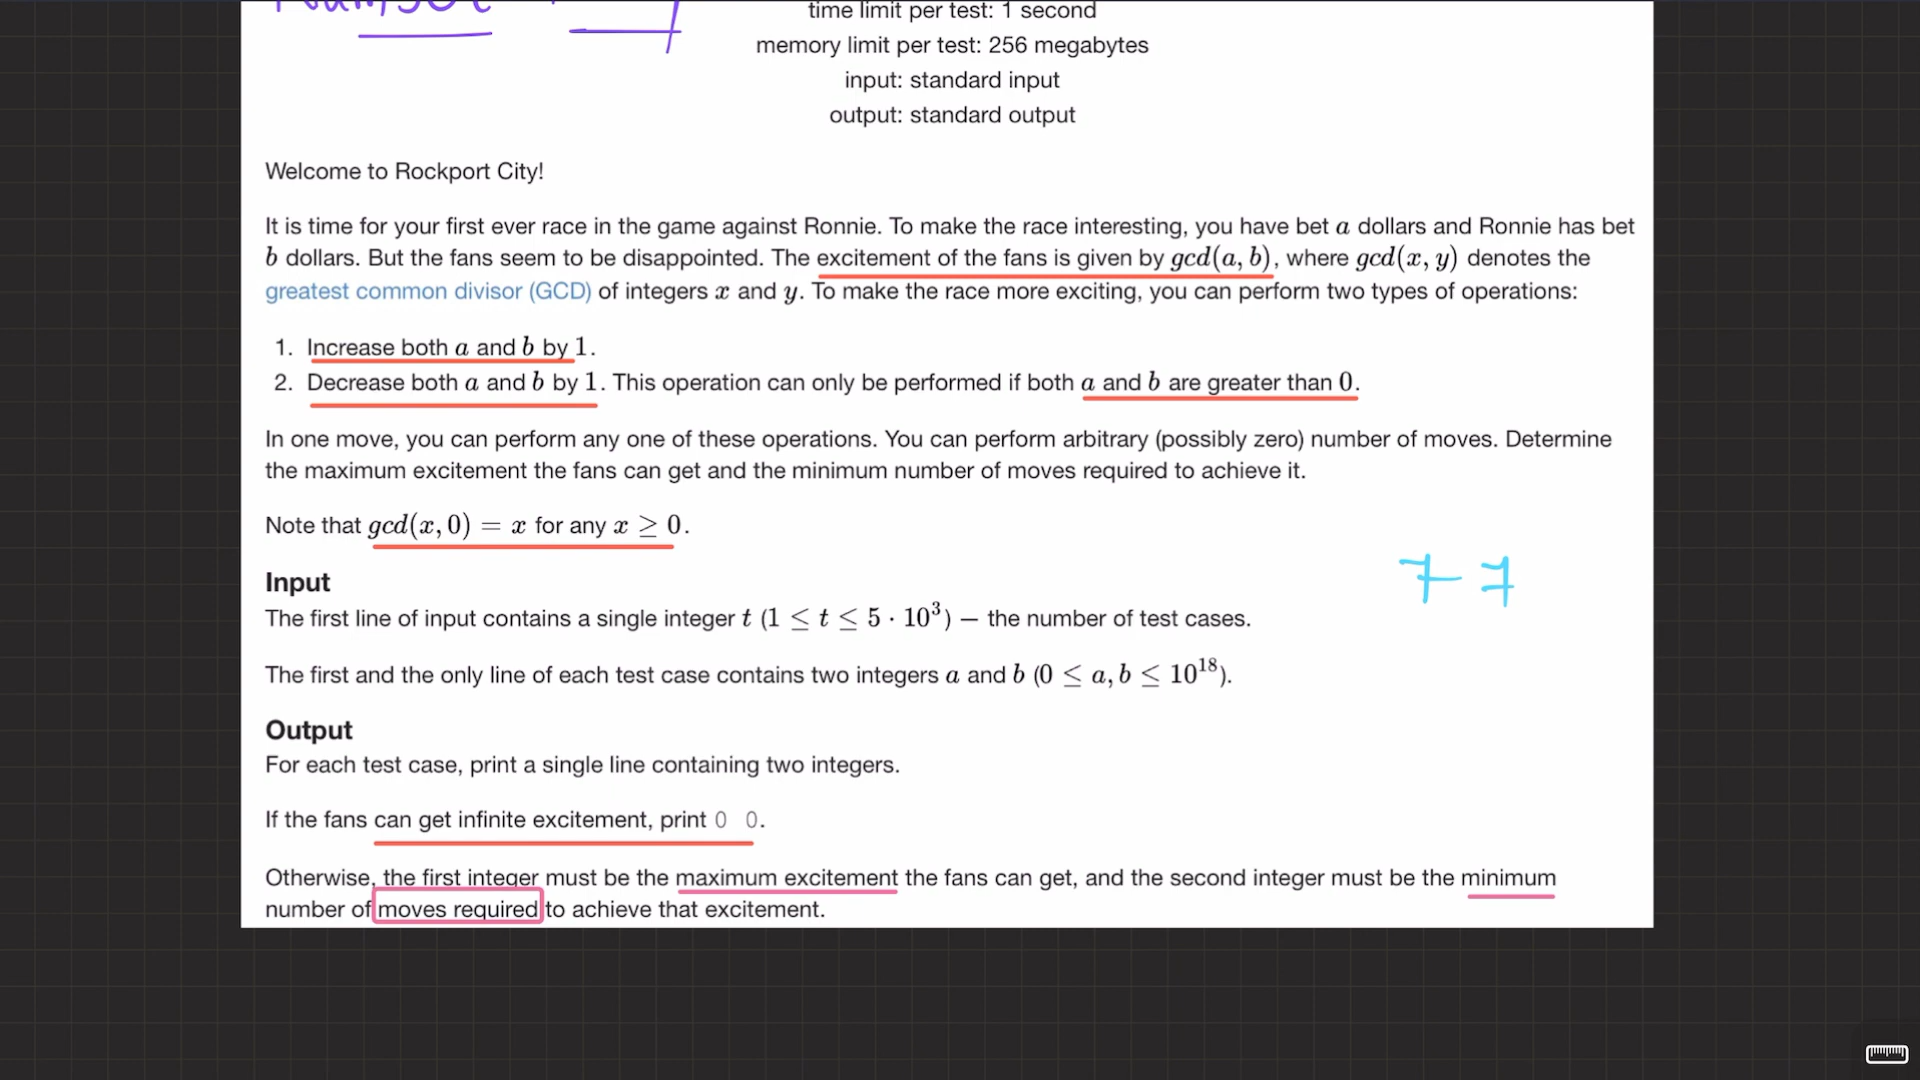 time limit per test: 1 second
memory limit per test: 256 megabytes
input: standard input
output: standard output
Welcome to Rockport City!
It is time for your first ever race in the game against Ronnie. To make the race interesting, you have bet a dollars and Ronnie has bet
b dollars. But the fans seem to be disappointed. The excitement of the fans is given by gcd(a, b), where gcd(x, y) denotes the
greatest common divisor (GCD) of integers x and y. To make the race more exciting, you can perform two types of operations:
1. Increase both a and b by 1.
2. Decrease both a and b by 1. This operation can only be performed if both a and b are greater than 0.
In one move, you can perform any one of these operations. You can perform arbitrary (possibly zero) number of moves. Determine
the maximum excitement the fans can get and the minimum number of moves required to achieve it.
Note that gcd(x, 0) = x for any x ≥ 0.
7 7
Input
The first line of input contains a single integer t (1 ≤ t ≤ 5 · 10³) — the number of test cases.
The first and the only line of each test case contains two integers a and b (0 ≤ a, b ≤ 10¹⁸).
Output
For each test case, print a single line containing two integers.
If the fans can get infinite excitement, print 0 0.
Otherwise, the first integer must be the maximum excitement the fans can get, and the second integer must be the minimum
number of moves required to achieve that excitement.